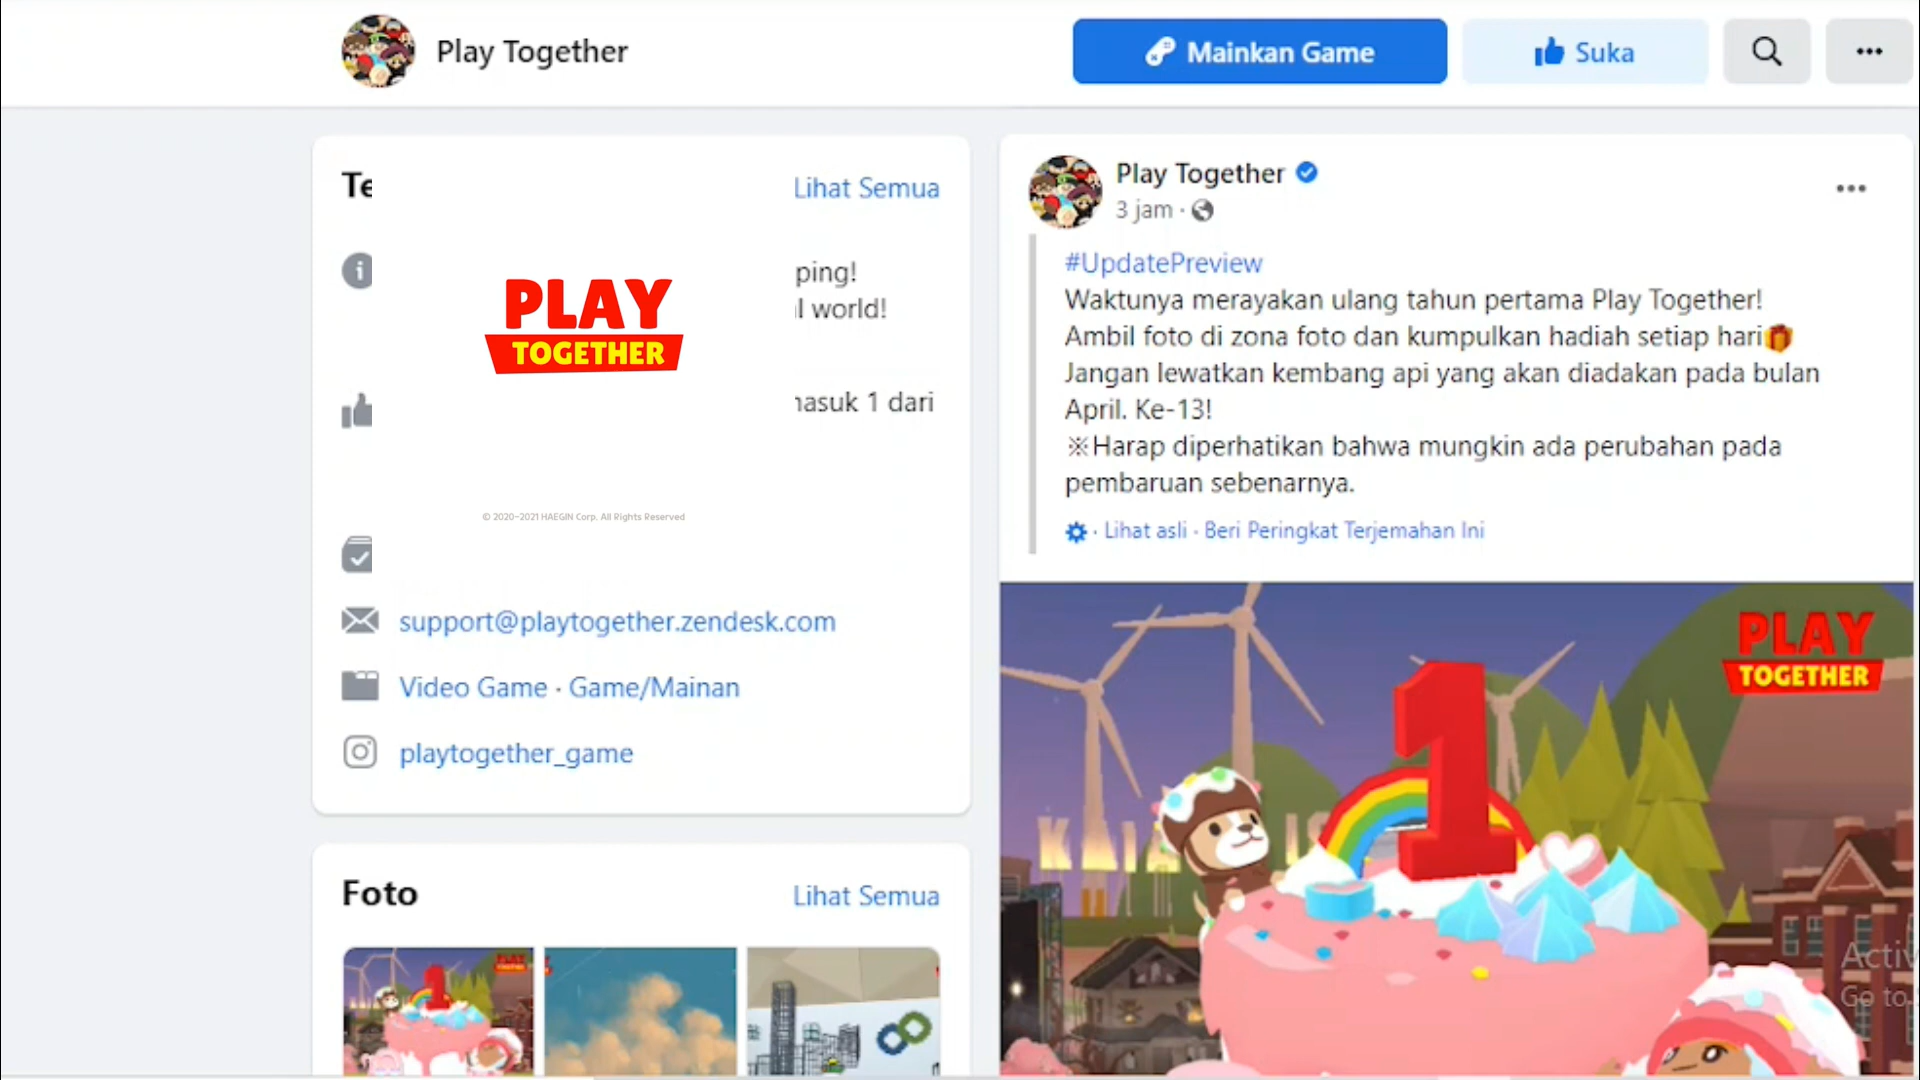 Play Together
Mainkan Game
Suka
Te
Lihat Semua
ping!
l world!
PLAY
TOGETHER
masuk 1 dari
© 2020-2021 HAEGIN Corp. All Rights Reserved
support@playtogether.zendesk.com
Video Game · Game/Mainan
playtogether_game
Foto
Lihat Semua
Play Together
3 jam ·
#UpdatePreview
Waktunya merayakan ulang tahun pertama Play Together!
Ambil foto di zona foto dan kumpulkan hadiah setiap hari🎁
Jangan lewatkan kembang api yang akan diadakan pada bulan
April. Ke-13!
※Harap diperhatikan bahwa mungkin ada perubahan pada
pembaruan sebenarnya.
· Lihat asli · Beri Peringkat Terjemahan Ini
PLAY
TOGETHER
1
Activ
Go to